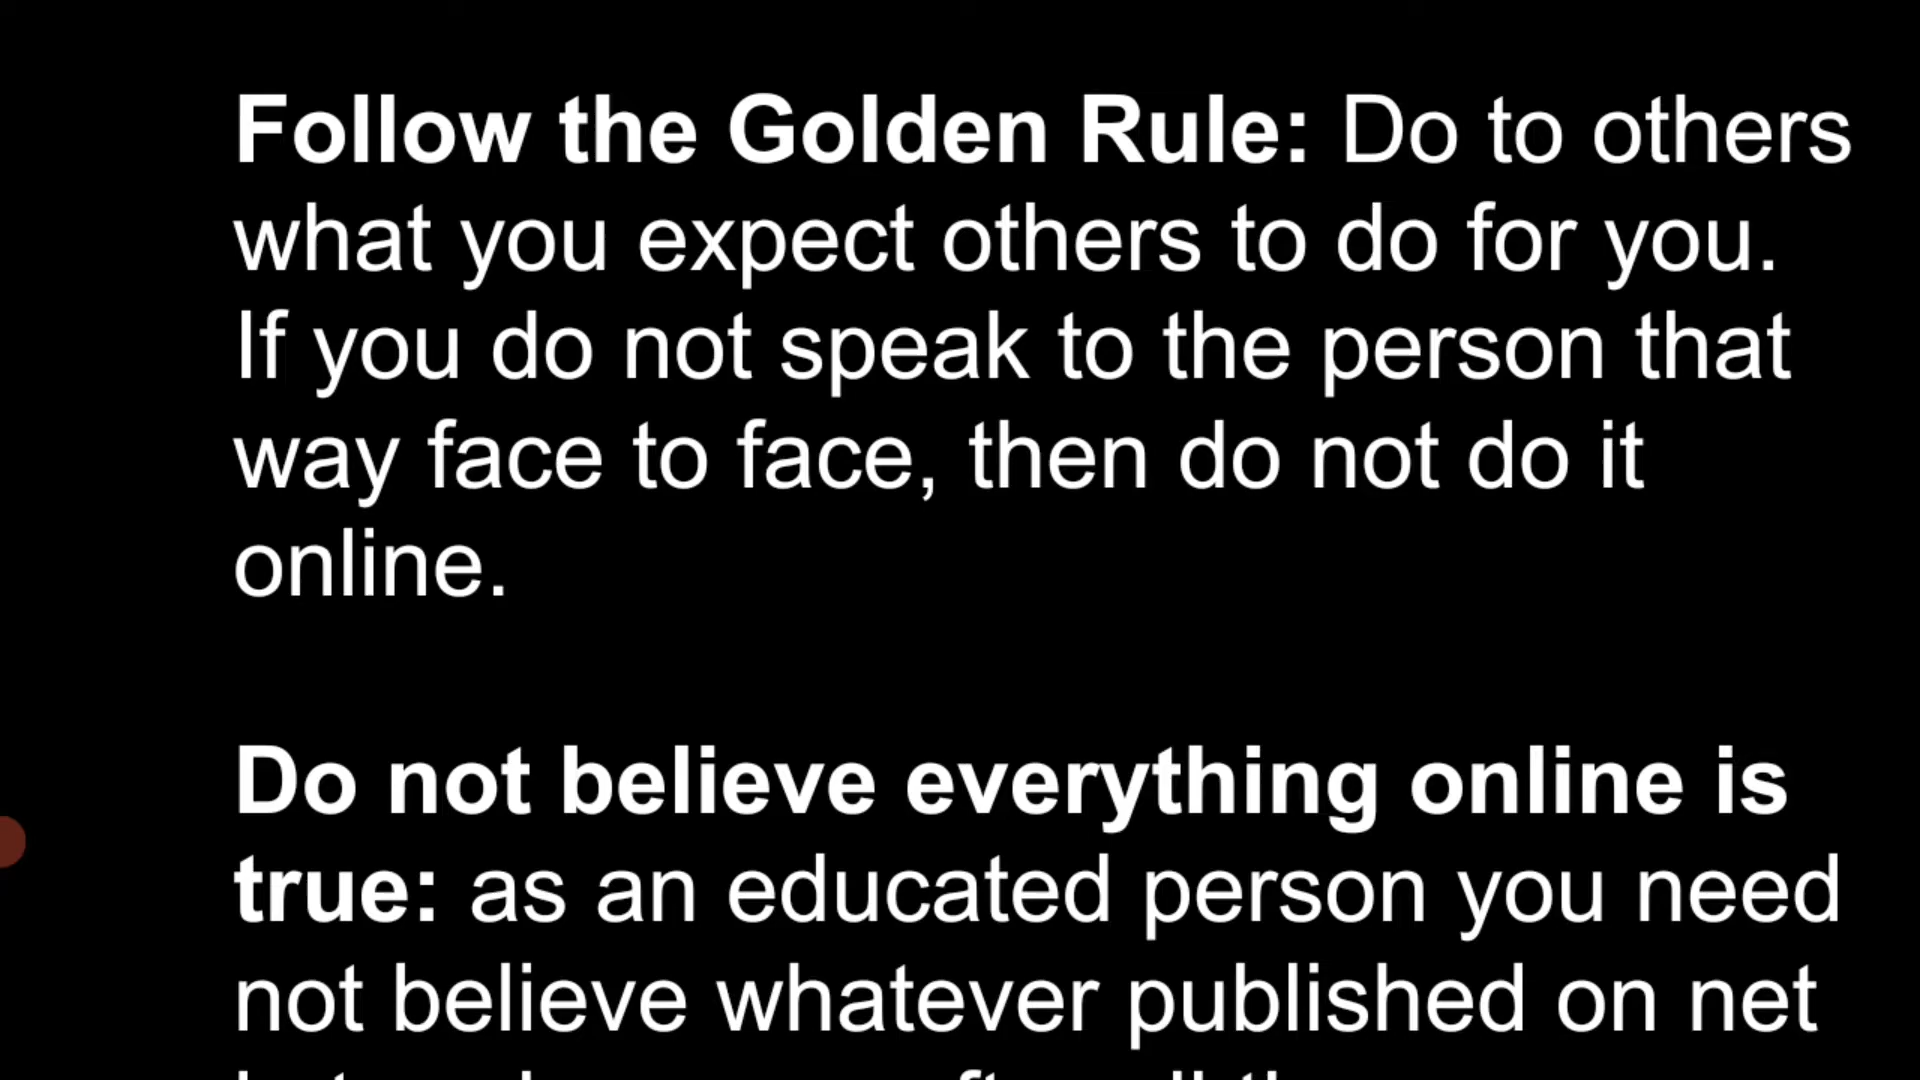 Follow the Golden Rule: Do to others
what you expect others to do for you.
If you do not speak to the person that
way face to face, then do not do it
online.
Do not believe everything online is
true: as an educated person you need
not believe whatever published on net